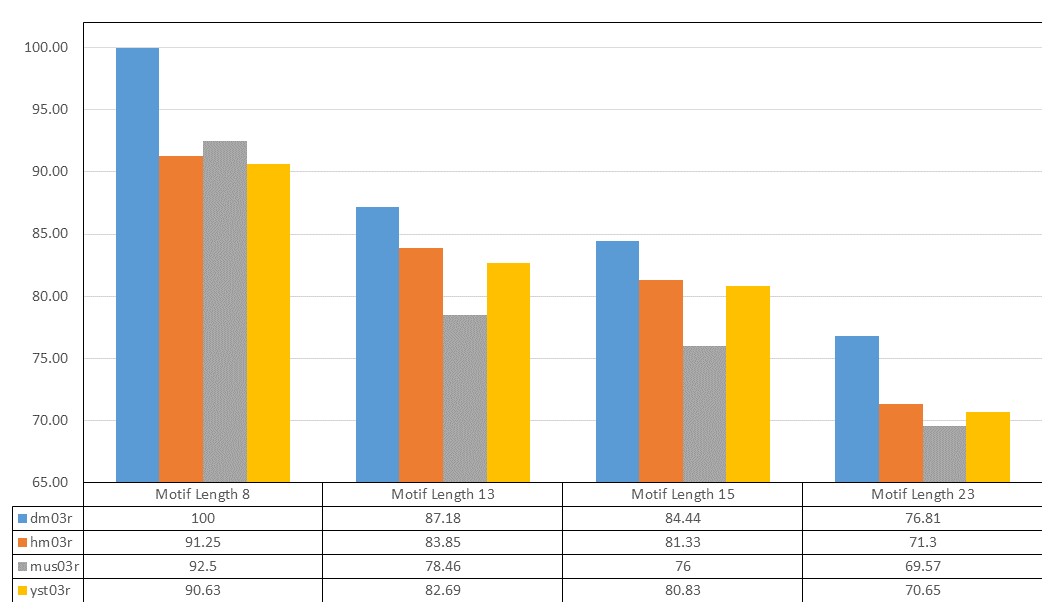 100.00
95.00
90.00
85.00
80.00
75.00
70.00
65.00
Motif Length 8 Motif Length 13 Motif Length 15 Motif Length 23
dm03r 100 87.18 84.44 76.81
hm03r 91.25 83.85 81.33 71.3
mus03r 92.5 78.46 76 69.57
yst03r 90.63 82.69 80.83 70.65